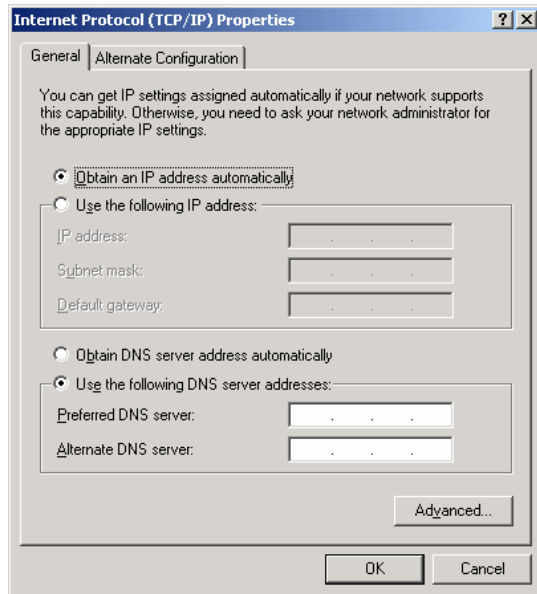 Internet Protocol (TCP/IP) Properties
General
Alternate Configuration
You can get IP settings assigned automatically if your network supports
this capability. Otherwise, you need to ask your network administrator for
the appropriate IP settings.
Obtain an IP address automatically
Use the following IP address:
IP address:
Subnet mask:
Default gateway:
Obtain DNS server address automatically
Use the following DNS server addresses:
Preferred DNS server:
Alternate DNS server:
Advanced...
OK
Cancel